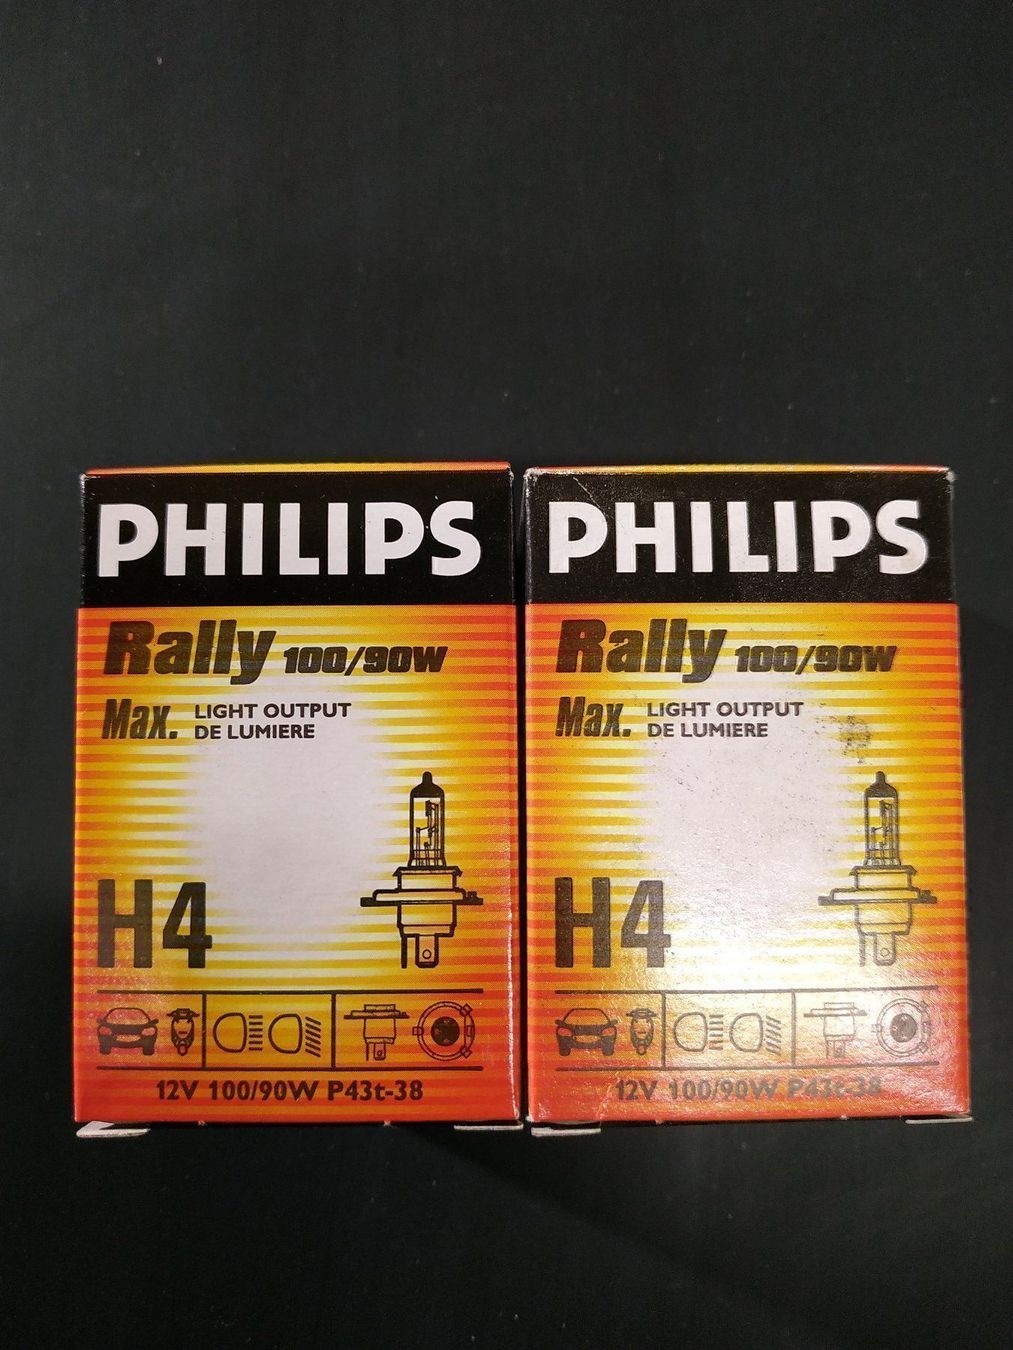 PHILIPS
Rally 100/90W
Max. LIGHT OUTPUT
DE LUMIERE
H4
12V 100/90W P43t-38
PHILIPS
Rally 100/90W
Max. LIGHT OUTPUT
DE LUMIERE
H4
12V 100/90W P43t-38